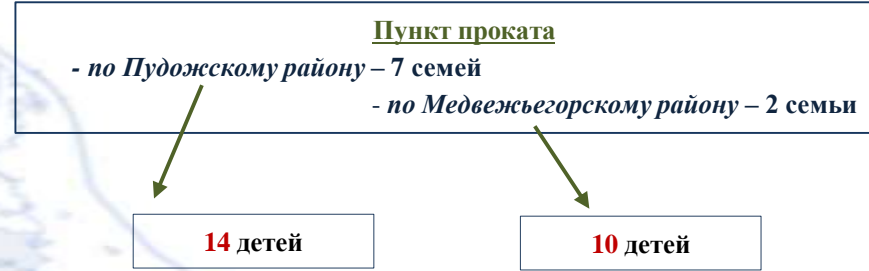 Пункт проката
- по Пудожскому району – 7 семей
- по Медвежьегорскому району – 2 семьи
14 детей
10 детей